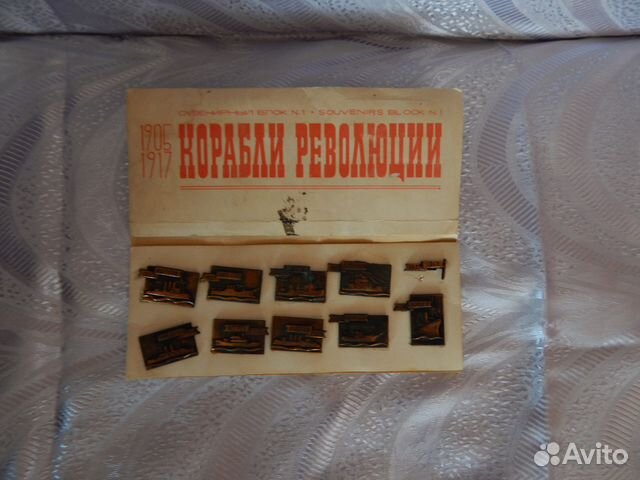 СУВЕНИРНЫЙ БЛОК N.1 • SOUVENIRS BLOCK N.1
1905
1917
КОРАБЛИ РЕВОЛЮЦИИ
Avito